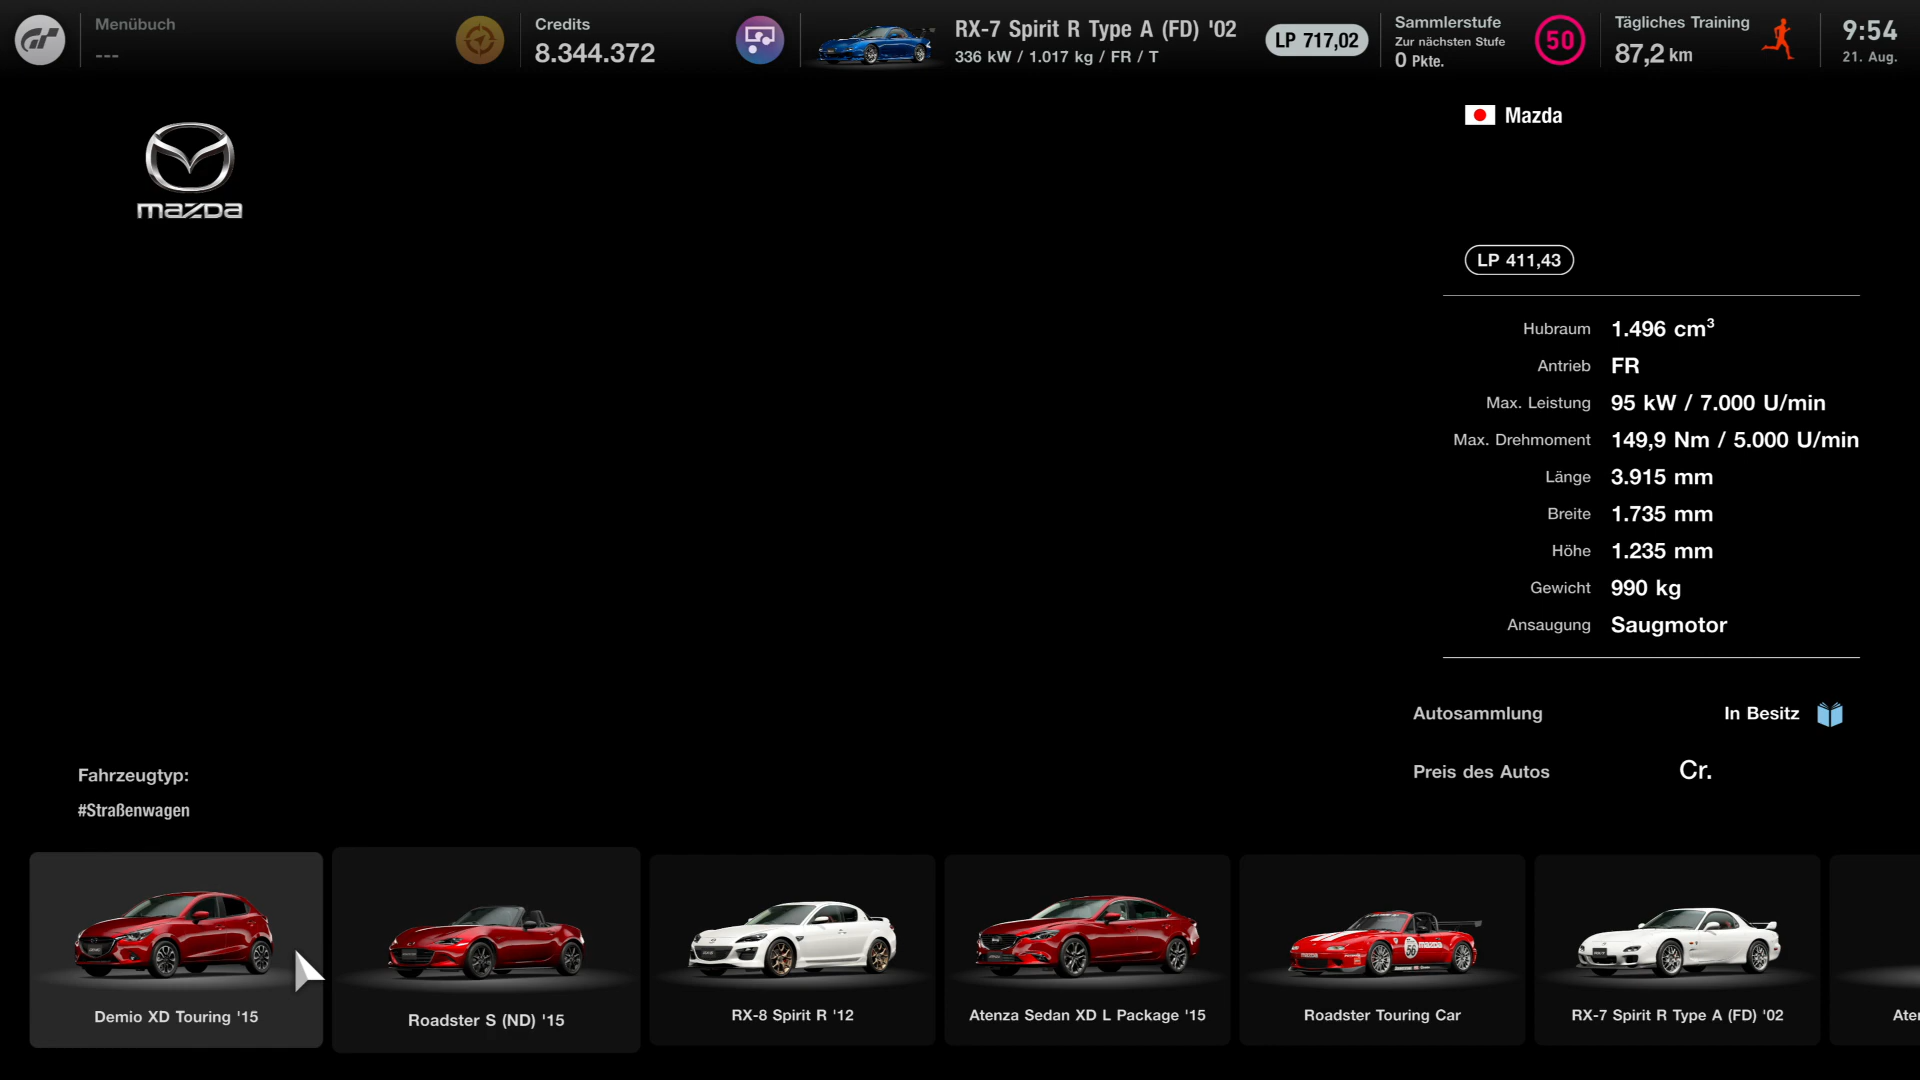 Menübuch
---
Credits
8.344.372
RX-7 Spirit R Type A (FD) '02
336 kW / 1.017 kg / FR / T
LP 717,02
Sammlerstufe
Zur nächsten Stufe
0 Pkte.
50
Tägliches Training
87,2 km
9:54
21. Aug.
mazda
Mazda
LP 411,43
Hubraum 1.496 cm³
Antrieb FR
Max. Leistung 95 kW / 7.000 U/min
Max. Drehmoment 149,9 Nm / 5.000 U/min
Länge 3.915 mm
Breite 1.735 mm
Höhe 1.235 mm
Gewicht 990 kg
Ansaugung Saugmotor
Autosammlung In Besitz
Preis des Autos Cr.
Fahrzeugtyp:
#Straßenwagen
Demio XD Touring '15
Roadster S (ND) '15
RX-8 Spirit R '12
Atenza Sedan XD L Package '15
Roadster Touring Car
RX-7 Spirit R Type A (FD) '02